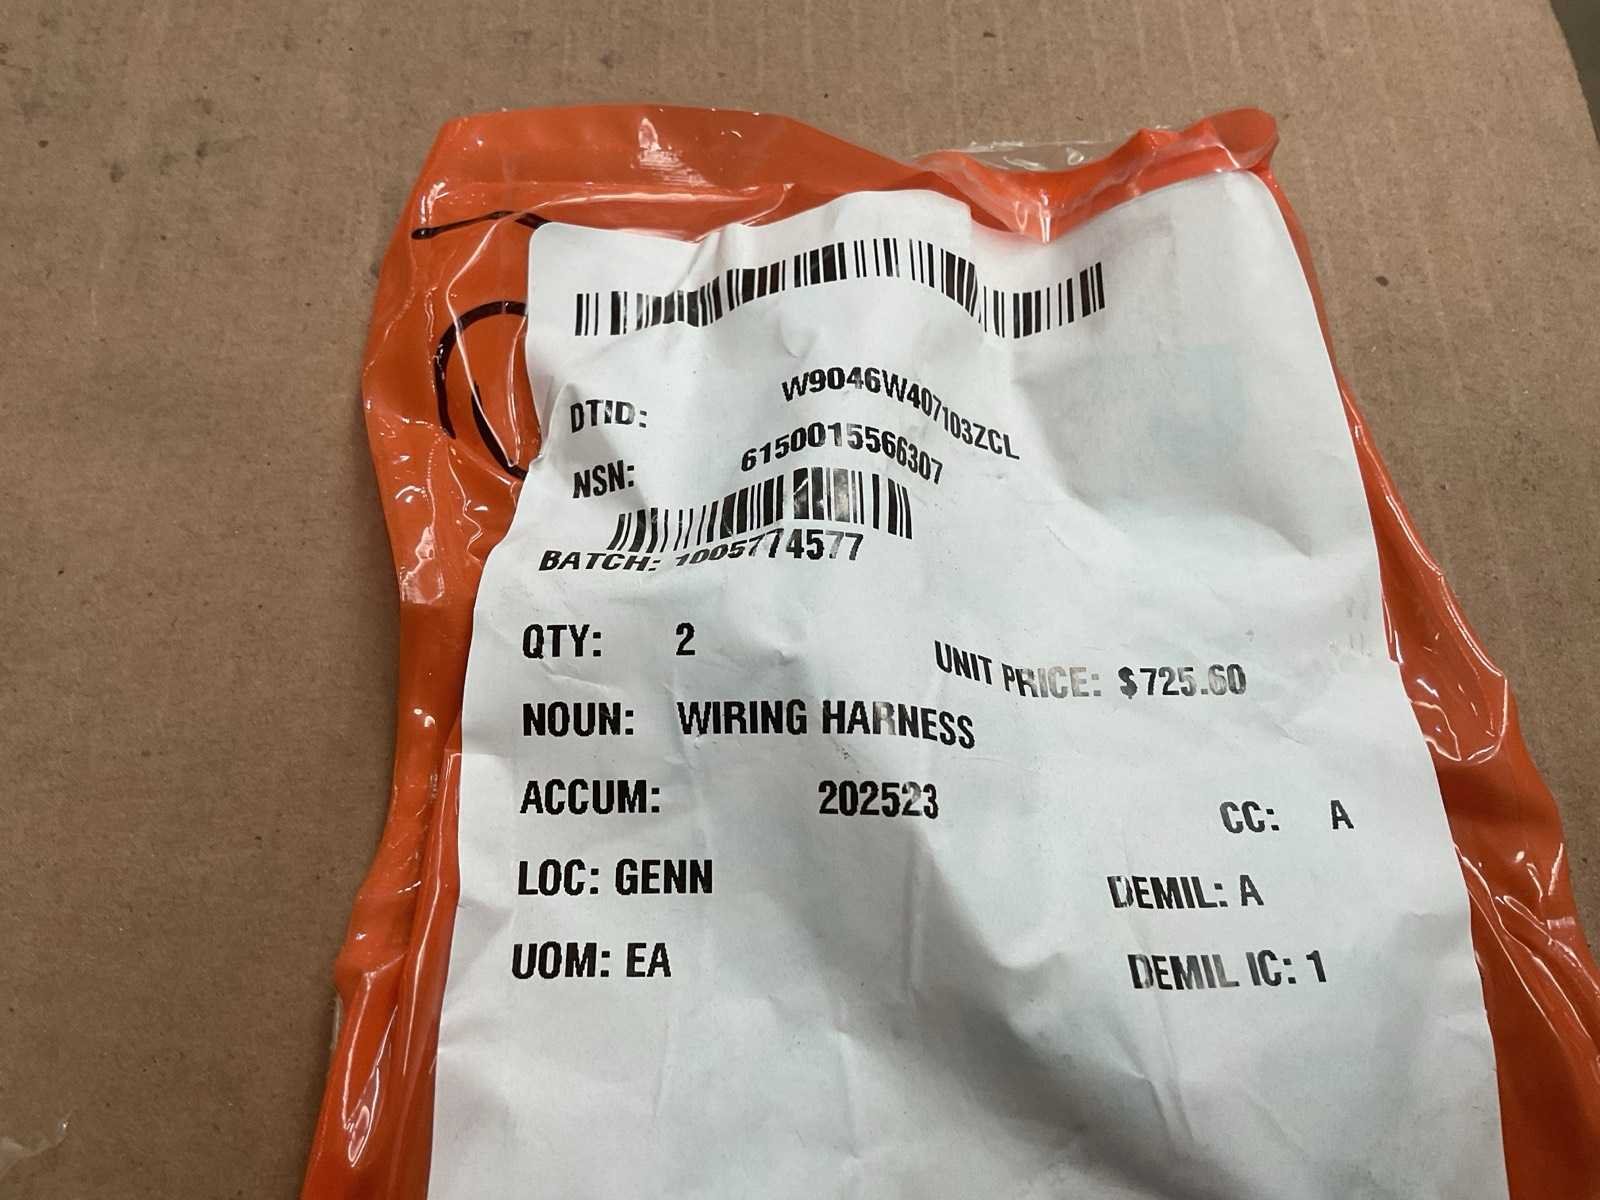 DTID: W9046W407103ZCL
NSN: 6150015566307
BATCH: 1005774577
QTY: 2
UNIT PRICE: $725.60
NOUN: WIRING HARNESS
ACCUM: 202523
CC: A
LOC: GENN
DEMIL: A
UOM: EA
DEMIL IC: 1